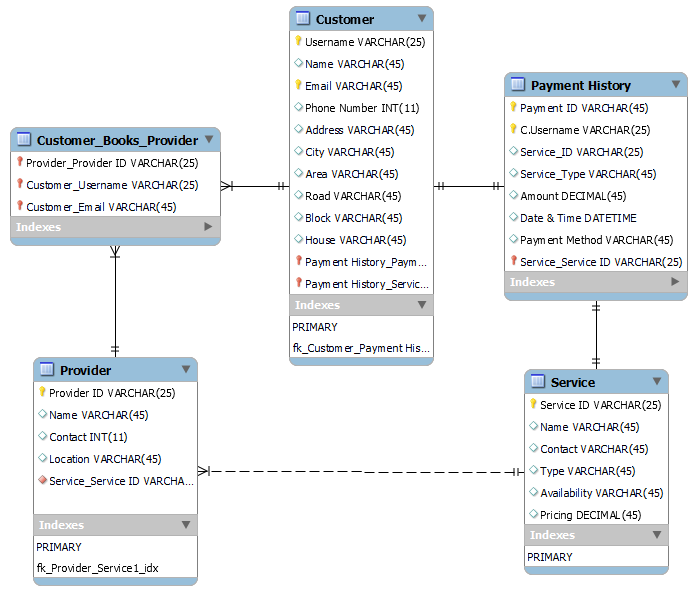 Customer
Username VARCHAR(25)
Name VARCHAR(45)
Email VARCHAR(45)
Phone Number INT(11)
Address VARCHAR(45)
City VARCHAR(45)
Area VARCHAR(45)
Road VARCHAR(45)
Block VARCHAR(45)
House VARCHAR(45)
Payment History_Paym...
Payment History_Servic...
Indexes
PRIMARY
fk_Customer_Payment His...
Payment History
Payment ID VARCHAR(45)
C.Username VARCHAR(25)
Service_ID VARCHAR(25)
Service_Type VARCHAR(45)
Amount DECIMAL(45)
Date & Time DATETIME
Payment Method VARCHAR(45)
Service_Service ID VARCHAR(25)
Indexes
Customer_Books_Provider
Provider_Provider ID VARCHAR(25)
Customer_Username VARCHAR(25)
Customer_Email VARCHAR(45)
Indexes
Provider
Provider ID VARCHAR(25)
Name VARCHAR(45)
Contact INT(11)
Location VARCHAR(45)
Service_Service ID VARCHA...
Indexes
PRIMARY
fk_Provider_Service1_idx
Service
Service ID VARCHAR(25)
Name VARCHAR(45)
Contact VARCHAR(45)
Type VARCHAR(45)
Availability VARCHAR(45)
Pricing DECIMAL(45)
Indexes
PRIMARY